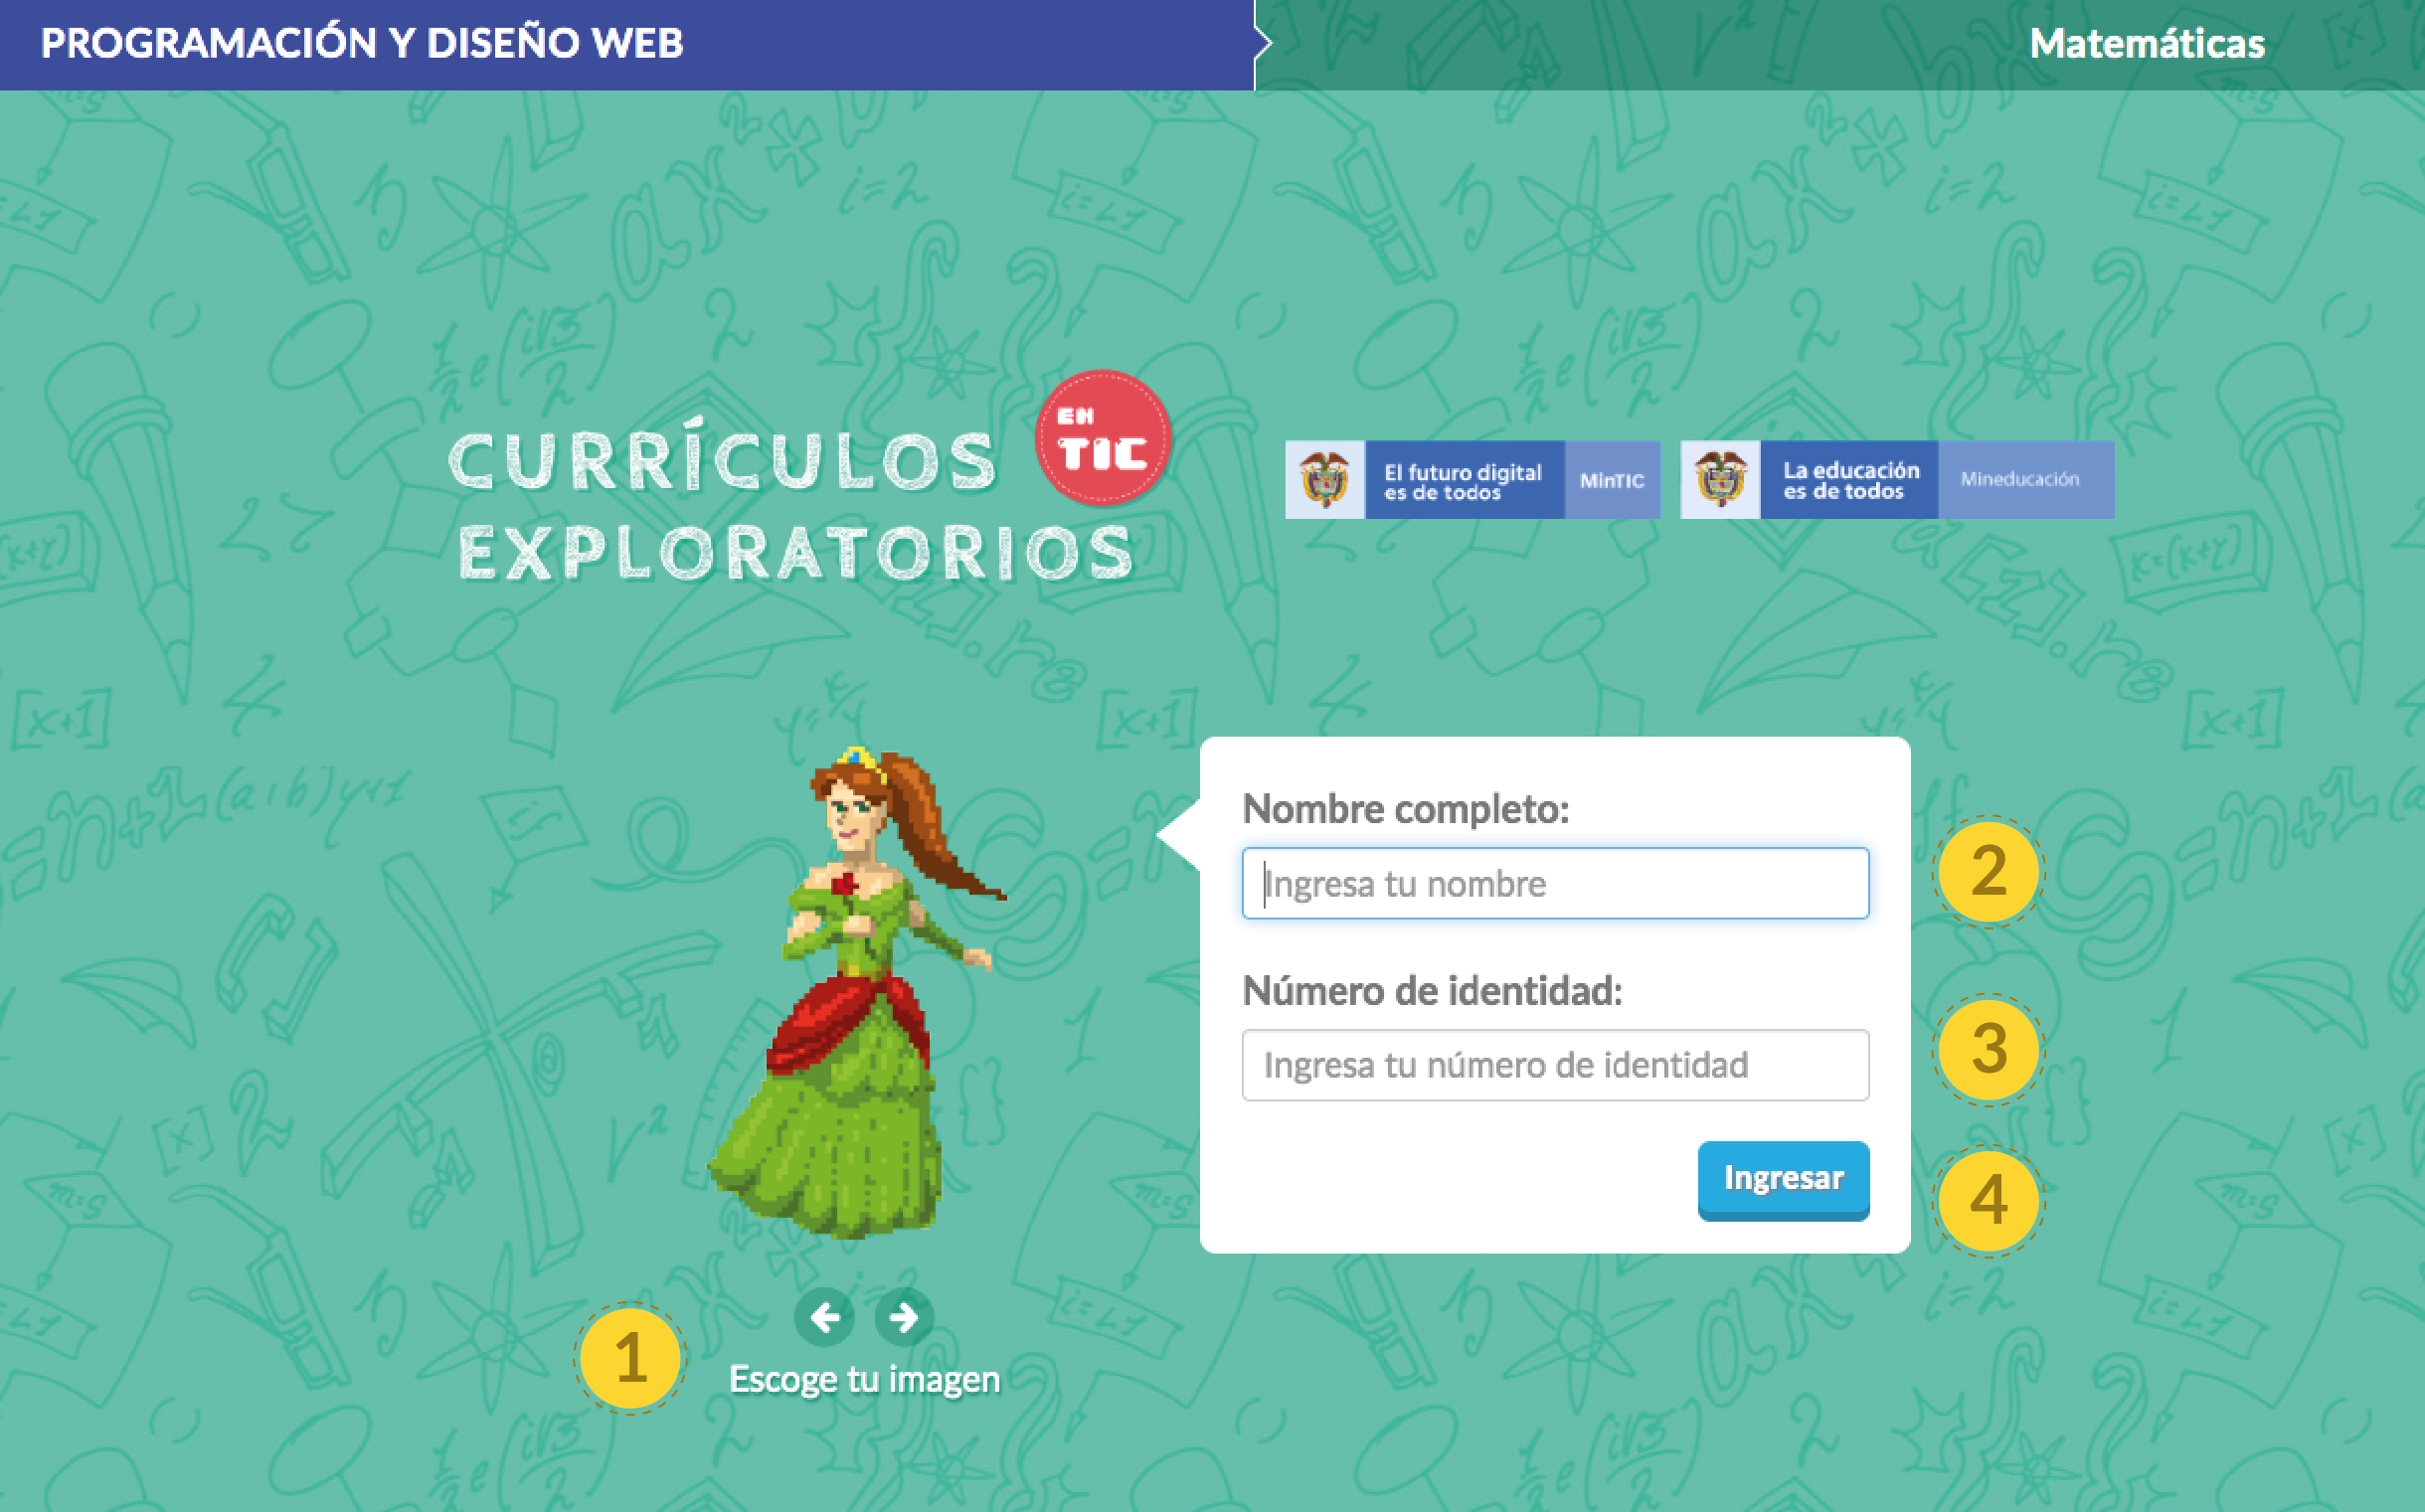 PROGRAMACIÓN Y DISEÑO WEB
Matemáticas
CURRÍCULOS
EN
TIC
EXPLORATORIOS
El futuro digital
es de todos
MinTIC
La educación
es de todos
Mineducación
Nombre completo:
Ingresa tu nombre
2
Número de identidad:
Ingresa tu número de identidad
3
Ingresar
4
1
Escoge tu imagen